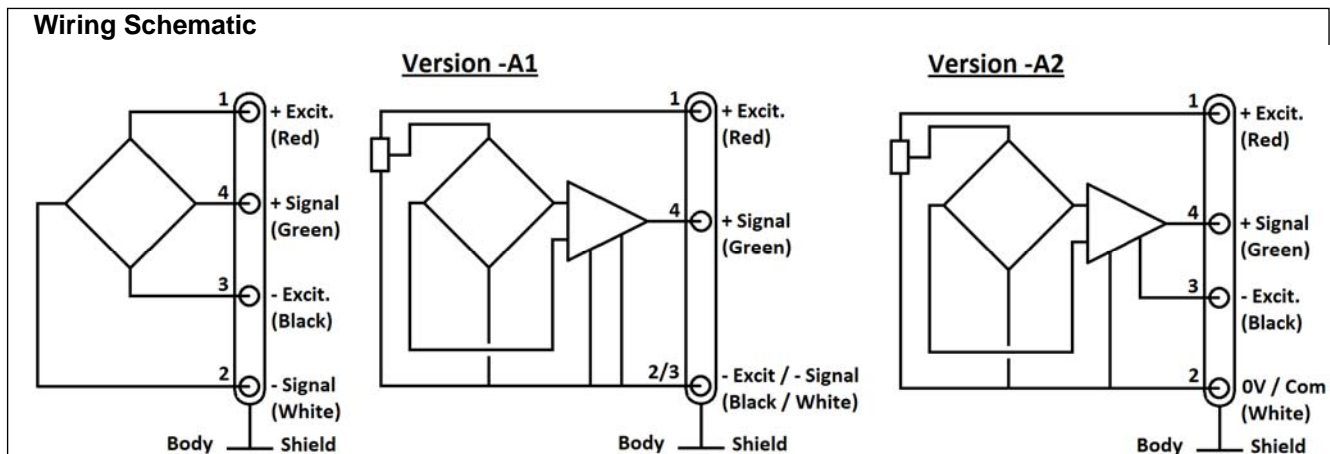 Wiring Schematic
1
+ Excit.
(Red)
4
+ Signal
(Green)
3
- Excit.
(Black)
2
- Signal
(White)
Body
Shield
Version -A1
1
+ Excit.
(Red)
4
+ Signal
(Green)
2/3
- Excit / - Signal
(Black / White)
Body
Shield
Version -A2
1
+ Excit.
(Red)
4
+ Signal
(Green)
3
- Excit.
(Black)
2
0V / Com
(White)
Body
Shield